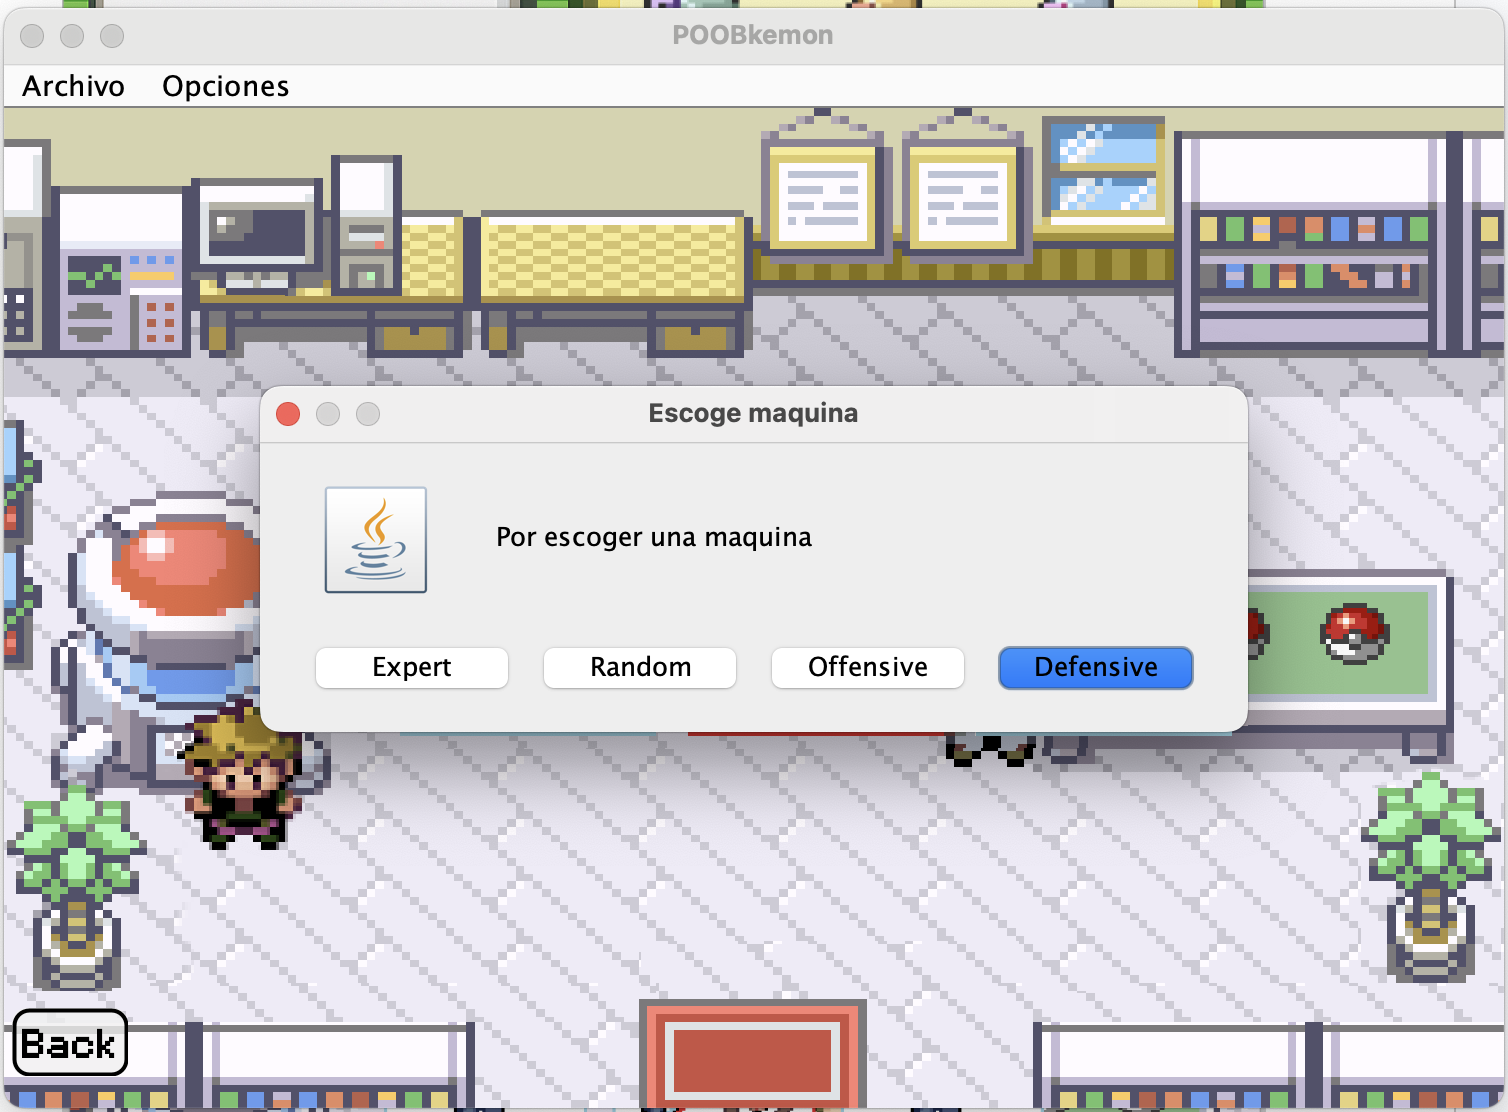 POOBkemon
Archivo Opciones
Escoge maquina
Por escoger una maquina
Expert Random Offensive Defensive
Back